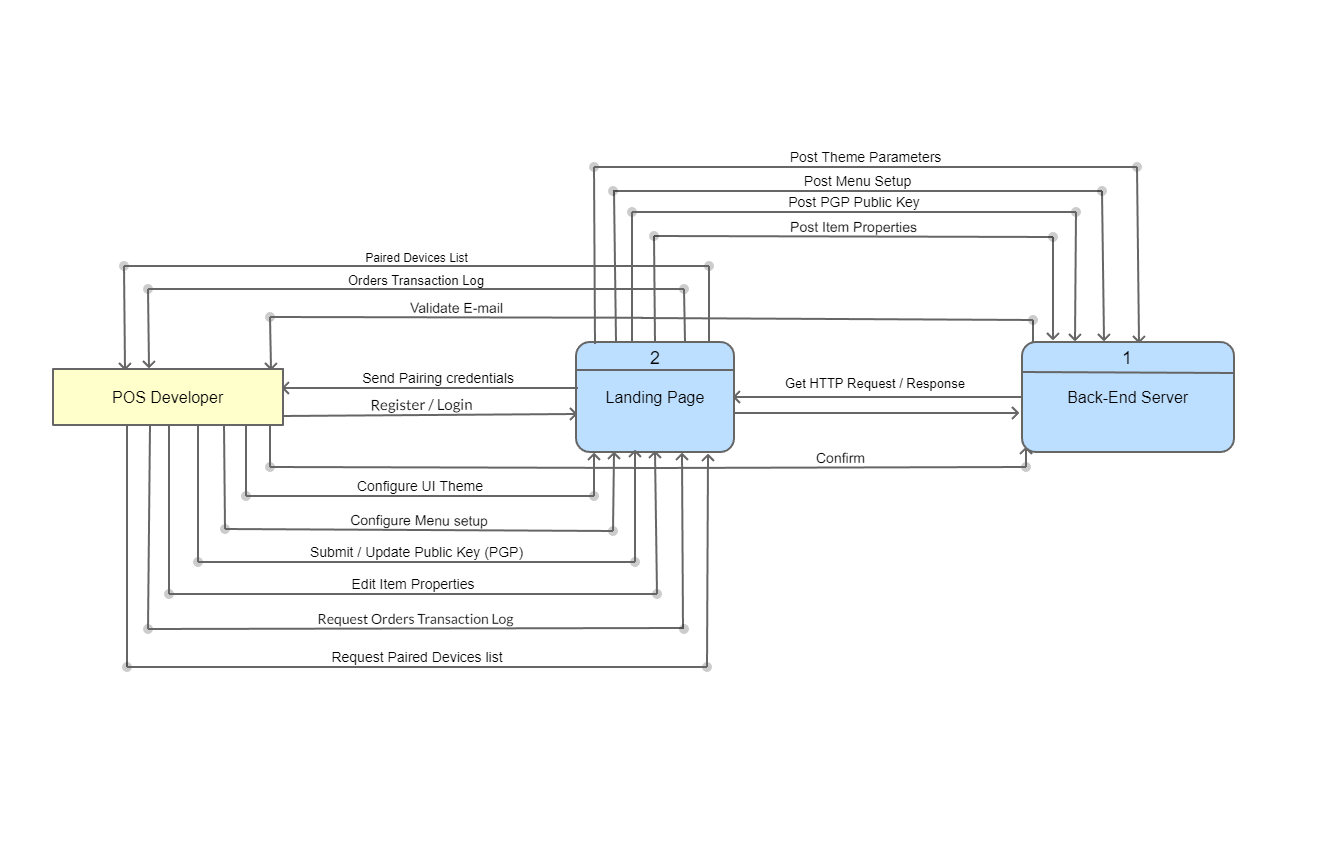 Post Theme Parameters
Post Menu Setup
Post PGP Public Key
Post Item Properties
Paired Devices List
Orders Transaction Log
Validate E-mail
2
1
Send Pairing credentials
Get HTTP Request / Response
POS Developer
Landing Page
Back-End Server
Register / Login
Confirm
Configure UI Theme
Configure Menu setup
Submit / Update Public Key (PGP)
Edit Item Properties
Request Orders Transaction Log
Request Paired Devices list